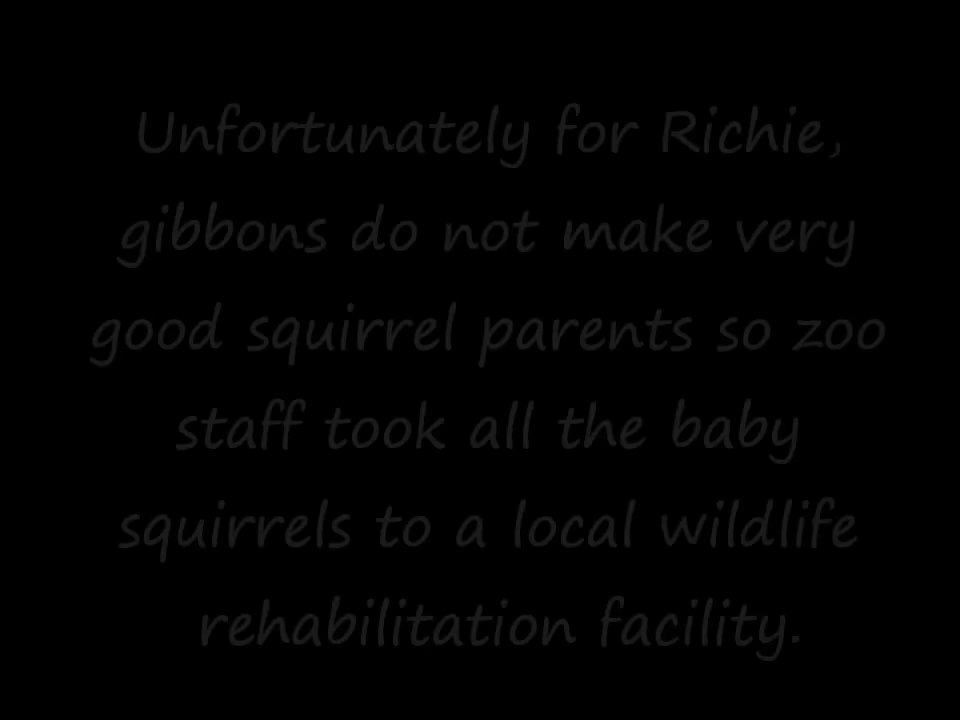 Unfortunately for Richie,
gibbons do not make very
good squirrel parents so zoo
staff took all the baby
squirrels to a local wildlife
rehabilitation facility.